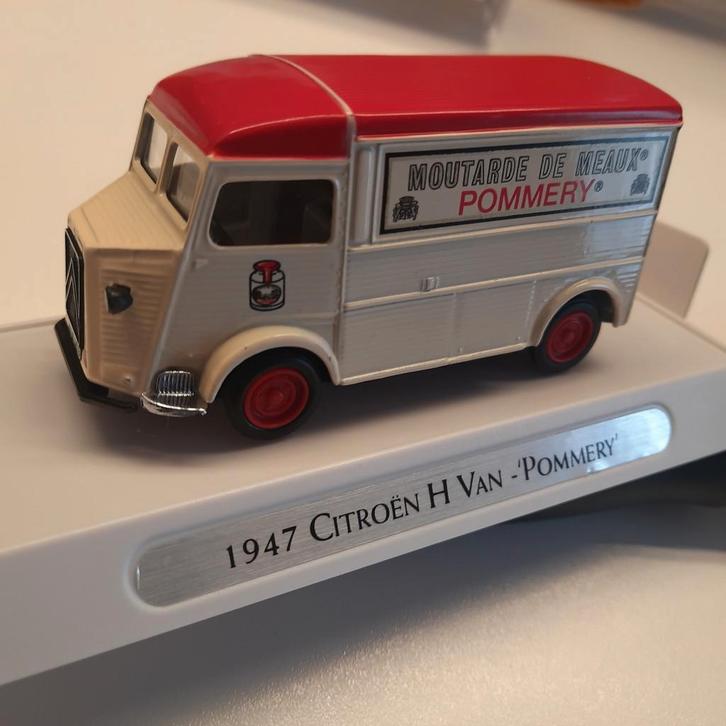 MOUTARDE DE MEAUX®
POMMERY®
1947 CITROËN H VAN -'POMMERY'